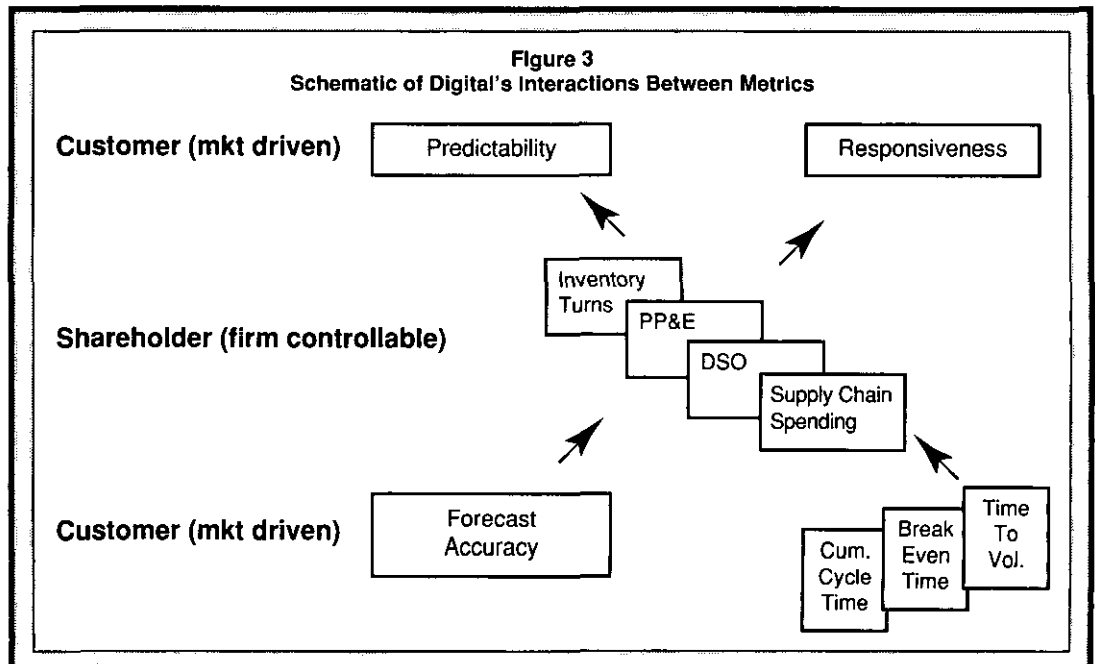 Figure 3
Schematic of Digital's Interactions Between Metrics
Customer (mkt driven)
Predictability
Responsiveness
Inventory
Turns
PP&E
Shareholder (firm controllable)
DSO
Supply Chain
Spending
Customer (mkt driven)
Forecast
Accuracy
Cum.
Cycle
Time
Break
Even
Time
Time
To
Vol.